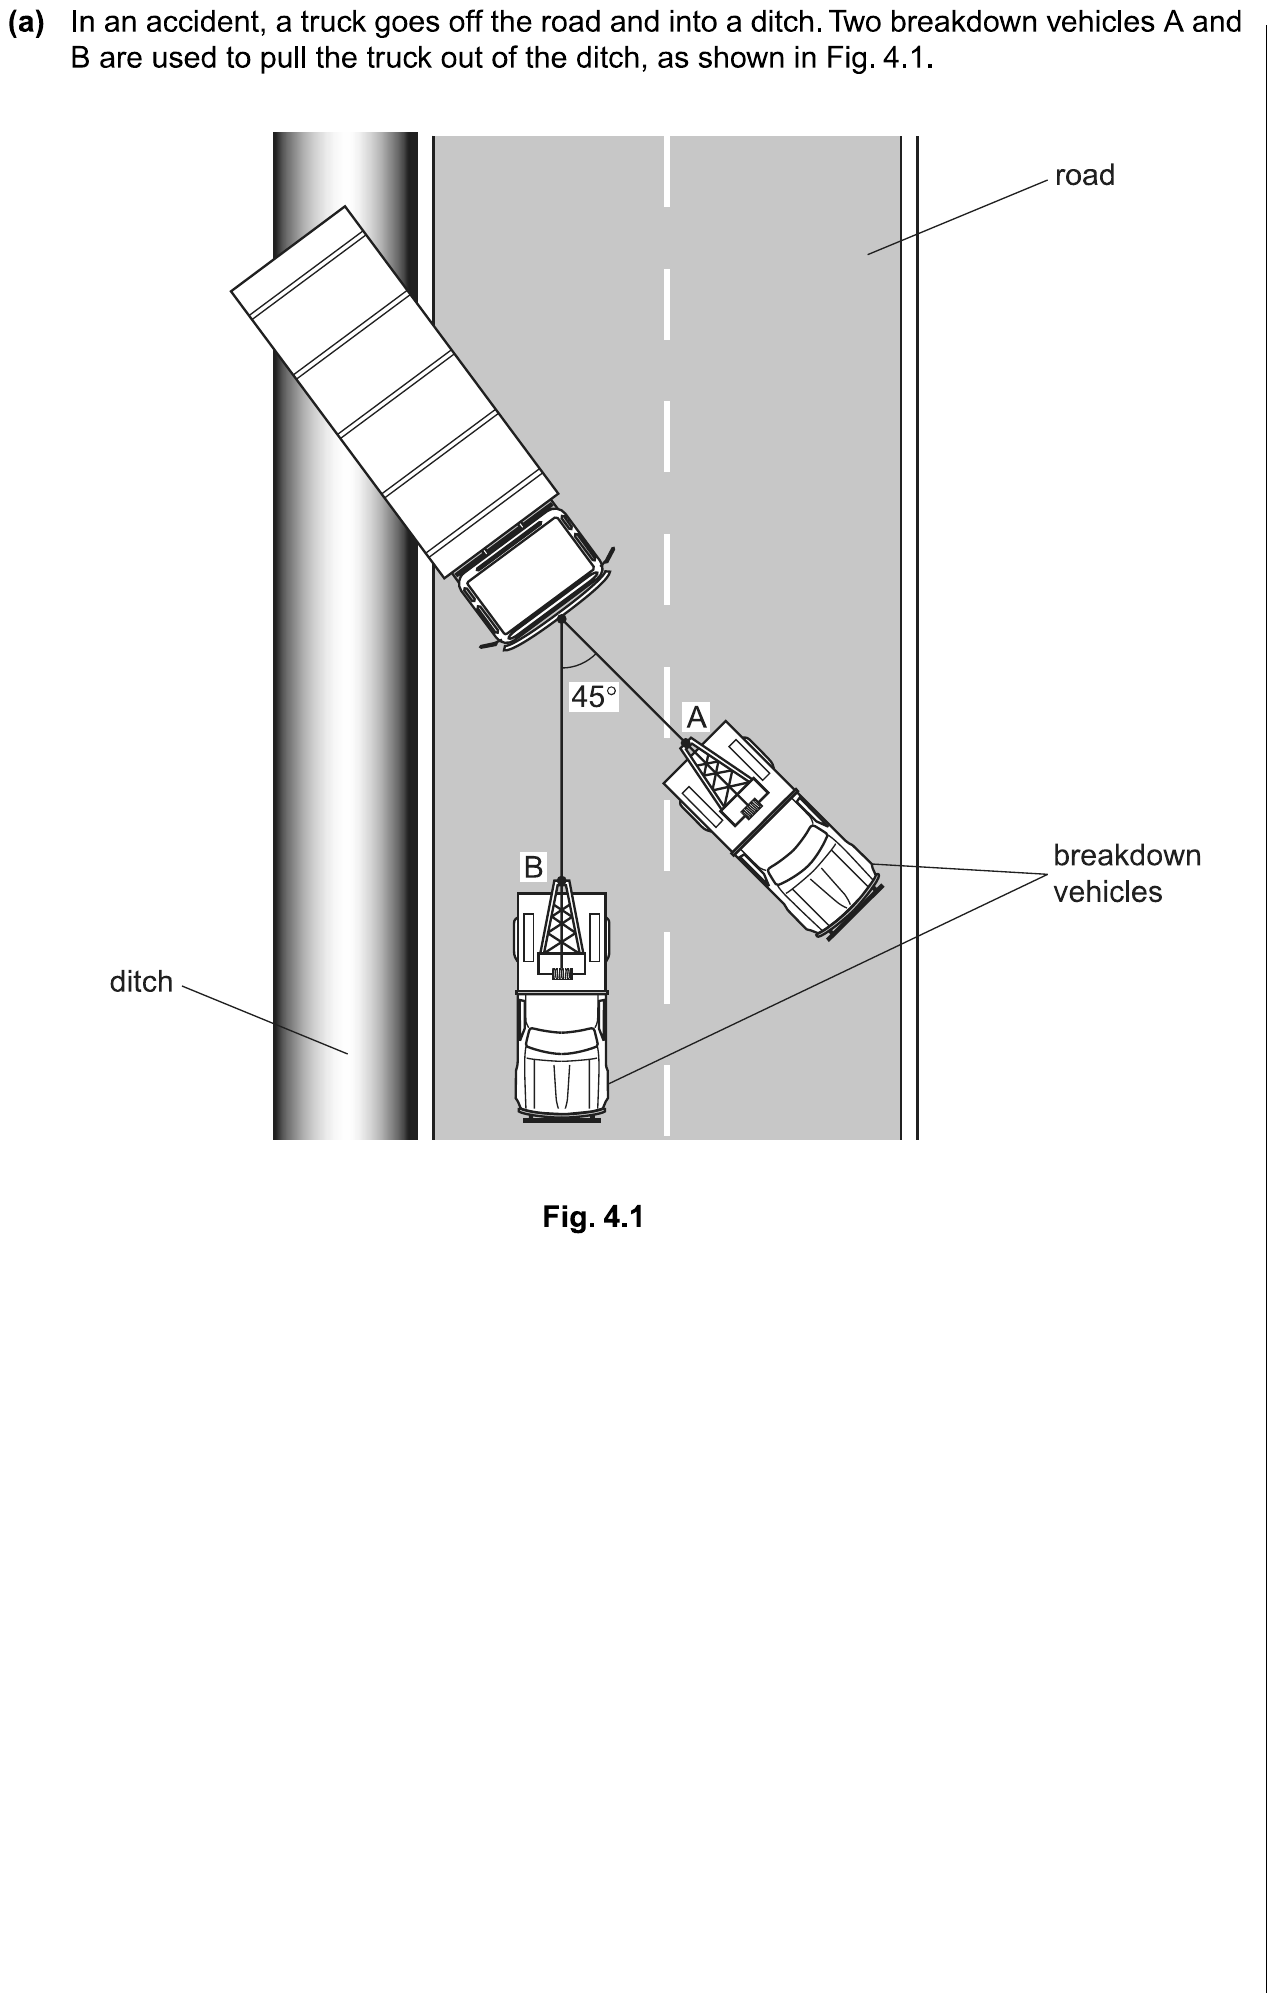 (a) In an accident, a truck goes off the road and into a ditch. Two breakdown vehicles A and
B are used to pull the truck out of the ditch, as shown in Fig. 4.1.
road
45°
A
B
breakdown
vehicles
ditch
Fig. 4.1